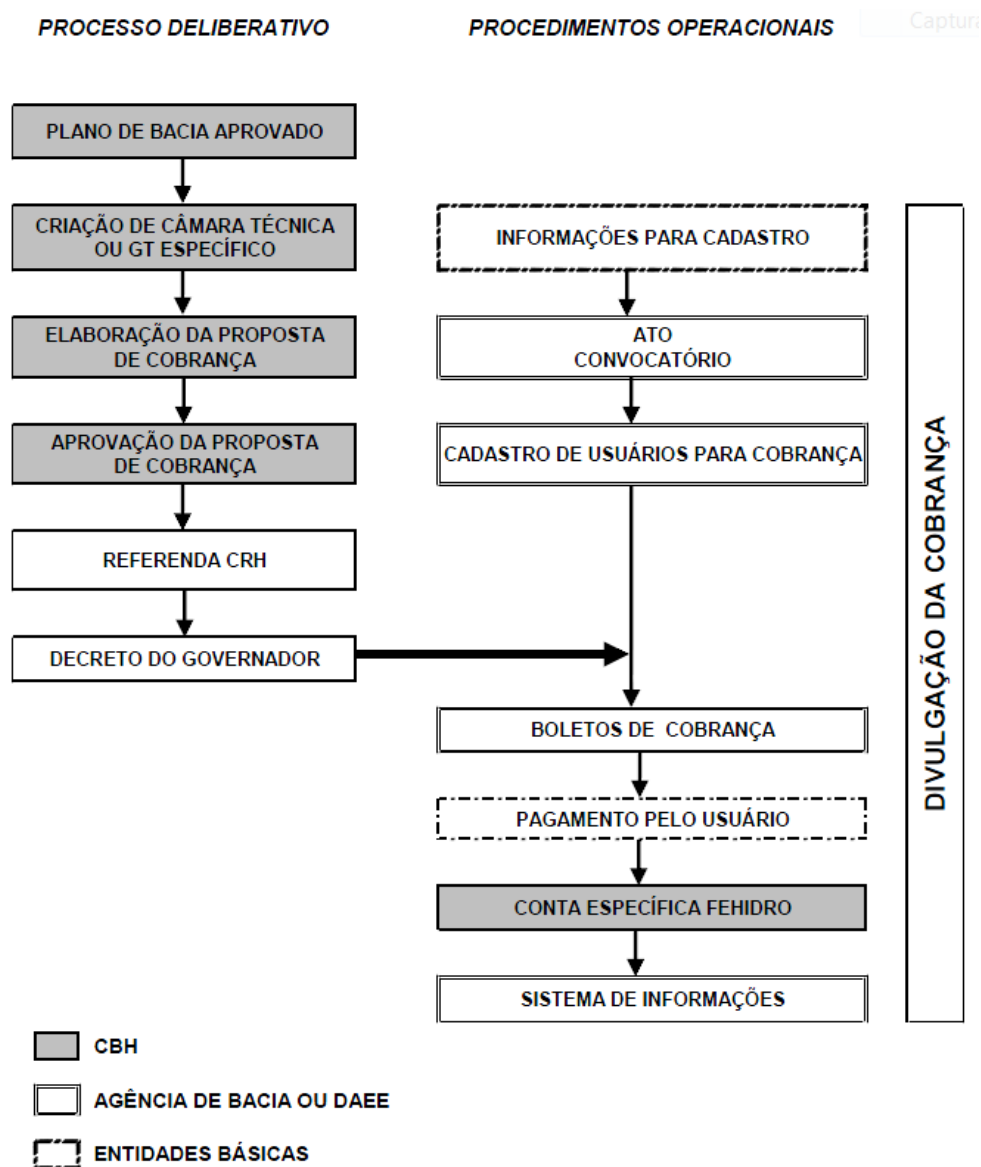 PROCESSO DELIBERATIVO
PROCEDIMENTOS OPERACIONAIS
Captura
PLANO DE BACIA APROVADO
CRIAÇÃO DE CÂMARA TÉCNICA
OU GT ESPECÍFICO
ELABORAÇÃO DA PROPOSTA
DE COBRANÇA
APROVAÇÃO DA PROPOSTA
DE COBRANÇA
REFERENDA CRH
DECRETO DO GOVERNADOR
INFORMAÇÕES PARA CADASTRO
ATO
CONVOCATÓRIO
CADASTRO DE USUÁRIOS PARA COBRANÇA
BOLETOS DE COBRANÇA
PAGAMENTO PELO USUÁRIO
CONTA ESPECÍFICA FEHIDRO
SISTEMA DE INFORMAÇÕES
DIVULGAÇÃO DA COBRANÇA
CBH
AGÊNCIA DE BACIA OU DAEE
ENTIDADES BÁSICAS